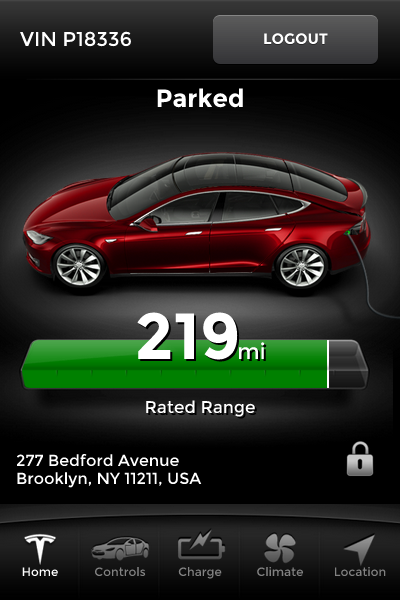 VIN P18336
LOGOUT
Parked
219mi
Rated Range
277 Bedford Avenue
Brooklyn, NY 11211, USA
Home
Controls
Charge
Climate
Location